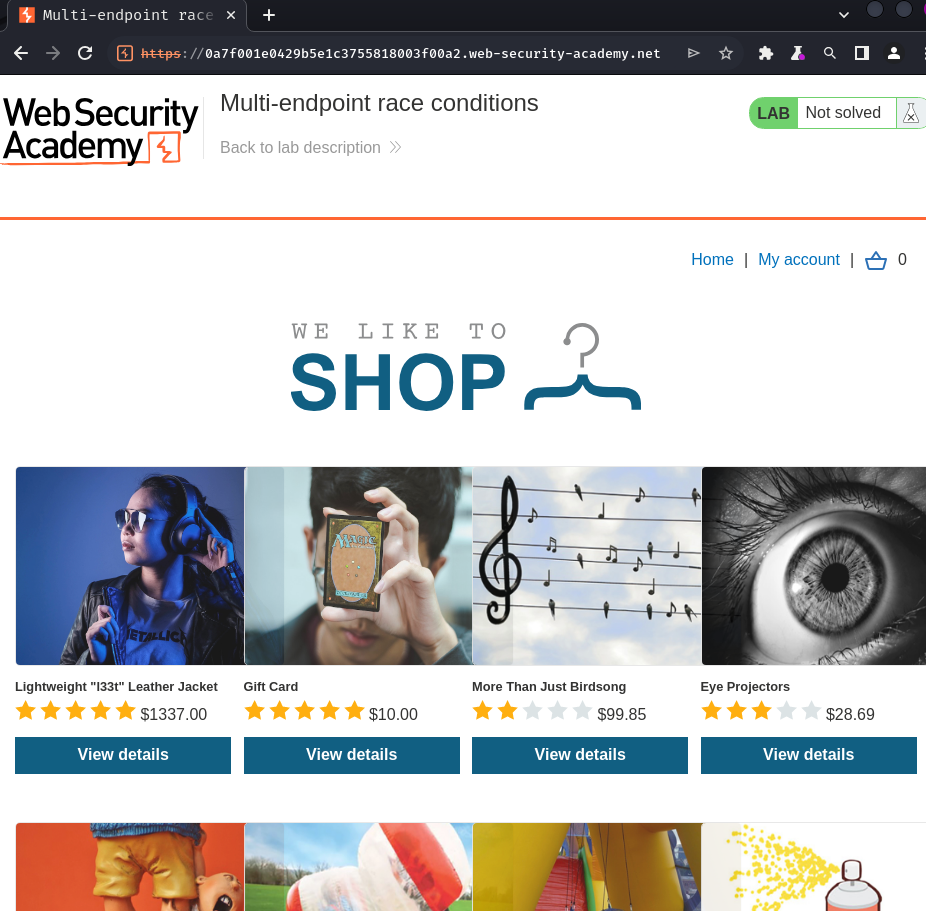 Multi-endpoint race
https://0a7f001e0429b5e1c3755818003f00a2.web-security-academy.net
Web Security
Academy
Multi-endpoint race conditions
Back to lab description
LAB Not solved
Home | My account | 0
WE LIKE TO
SHOP
MAGIC
METALLICA
Lightweight "l33t" Leather Jacket
Gift Card
More Than Just Birdsong
Eye Projectors
$1337.00
$10.00
$99.85
$28.69
View details
View details
View details
View details